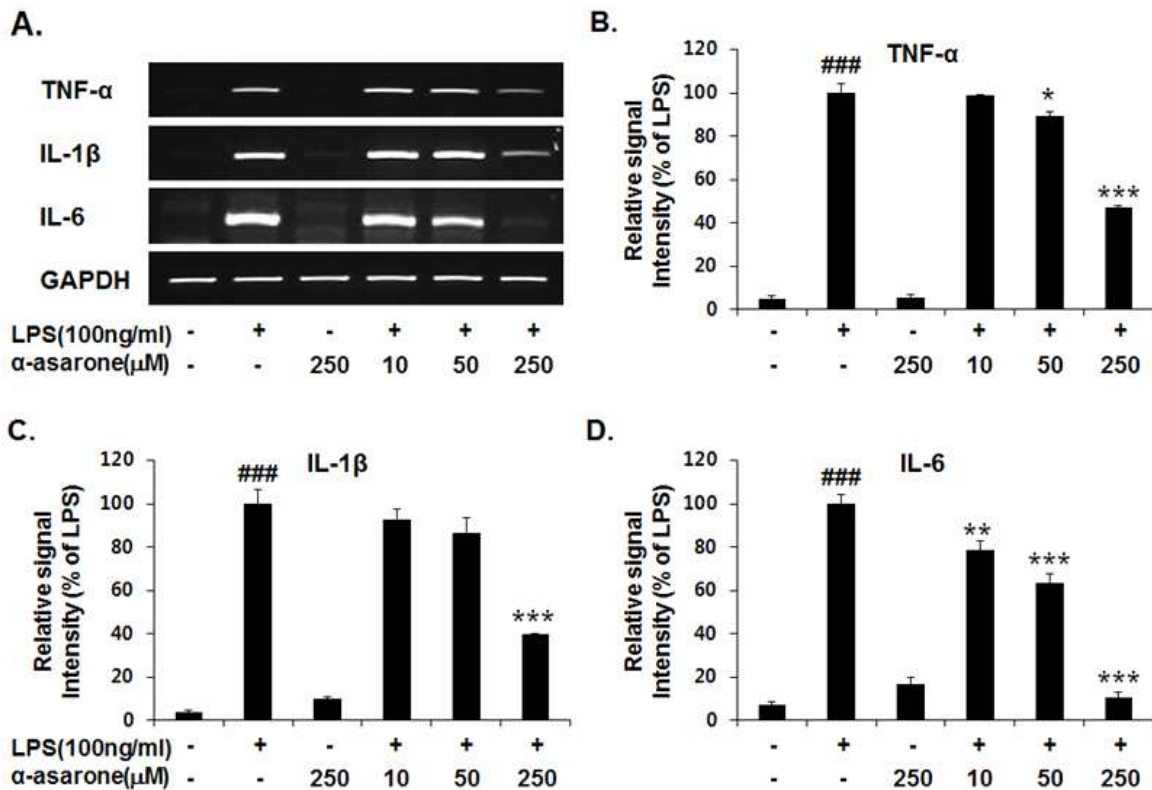 A.
TNF-α
IL-1β
IL-6
GAPDH
LPS(100ng/ml) - + - + + +
α-asarone(μM) - - 250 10 50 250
B.
TNF-α
Relative signal
Intensity (% of LPS)
120
100
80
60
40
20
0
###
*
***
- + - + + +
- - 250 10 50 250
C.
IL-1β
Relative signal
Intensity (% of LPS)
120
100
80
60
40
20
0
###
***
LPS(100ng/ml) - + - + + +
α-asarone(μM) - - 250 10 50 250
D.
IL-6
Relative signal
Intensity (% of LPS)
120
100
80
60
40
20
0
###
**
***
***
- + - + + +
- - 250 10 50 250